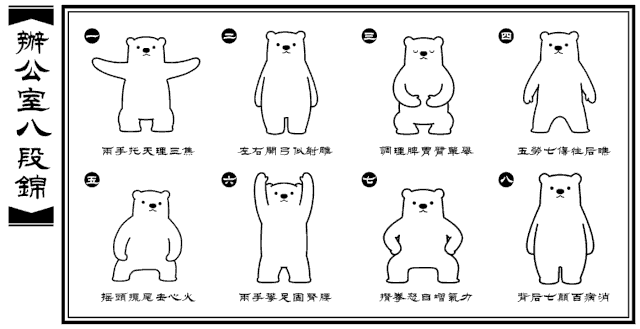 辦公室八段錦
一
兩手托天理三焦
二
左右開弓似射鵰
三
調理脾胃臂單舉
四
五勞七傷往后瞧
五
搖頭擺尾去心火
六
兩手攀足固腎腰
七
攢拳怒目增氣力
八
背后七顛百病消